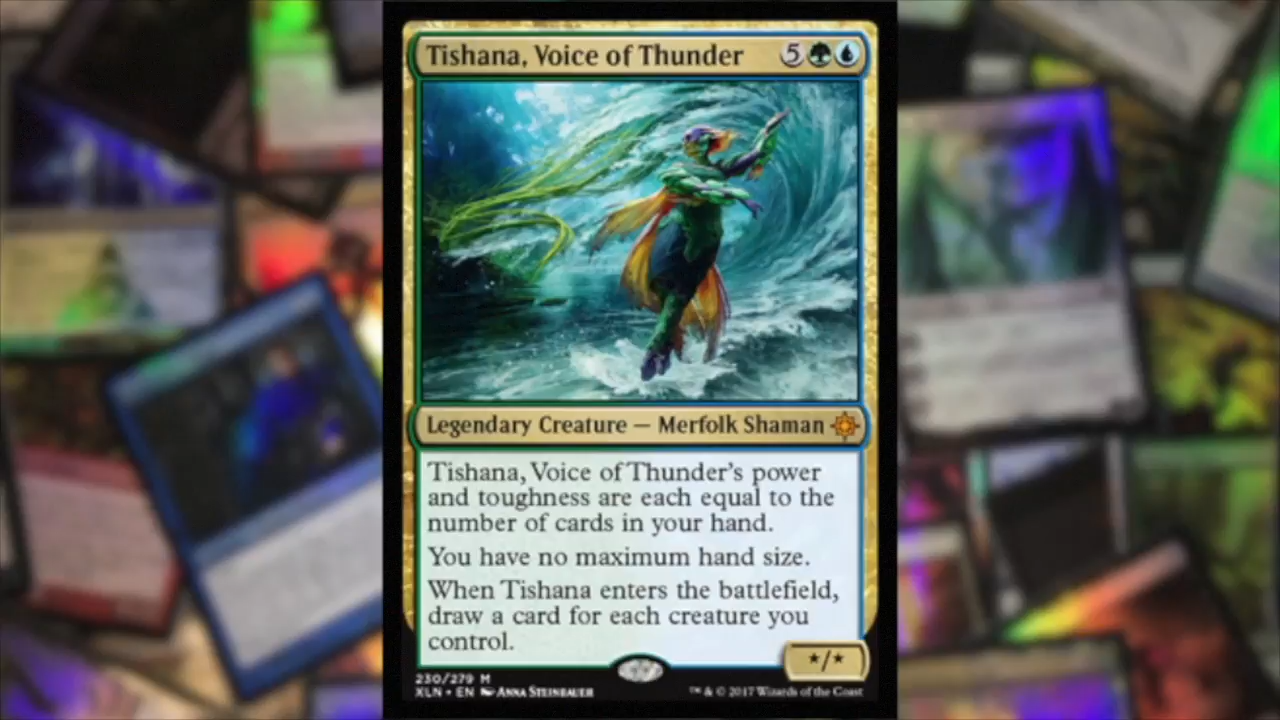 Tishana, Voice of Thunder 5
Legendary Creature — Merfolk Shaman
Tishana, Voice of Thunder's power
and toughness are each equal to the
number of cards in your hand.
You have no maximum hand size.
When Tishana enters the battlefield,
draw a card for each creature you
control.
*/*
230/279 M
XLN • EN Anna Steinbauer
™ & © 2017 Wizards of the Coast